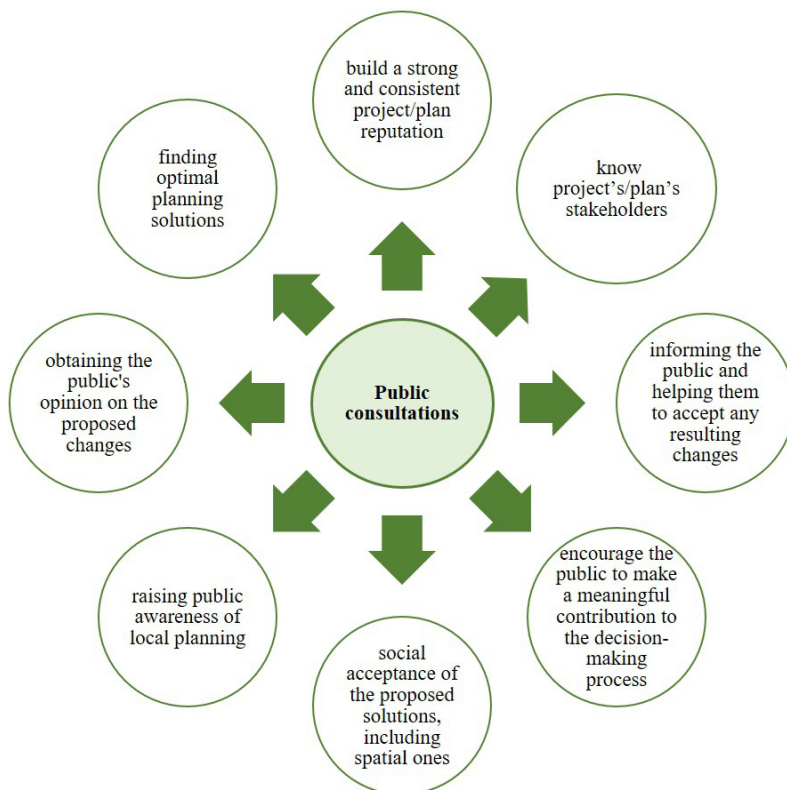 build a strong
and consistent
project/plan
reputation
know
project’s/plan’s
stakeholders
informing the
public and
helping them
to accept any
resulting
changes
encourage the
public to make
a meaningful
contribution to
the decision-
making
process
social
acceptance of
the proposed
solutions,
including
spatial ones
raising public
awareness of
local planning
obtaining the
public's
opinion on the
proposed
changes
finding
optimal
planning
solutions
Public
consultations